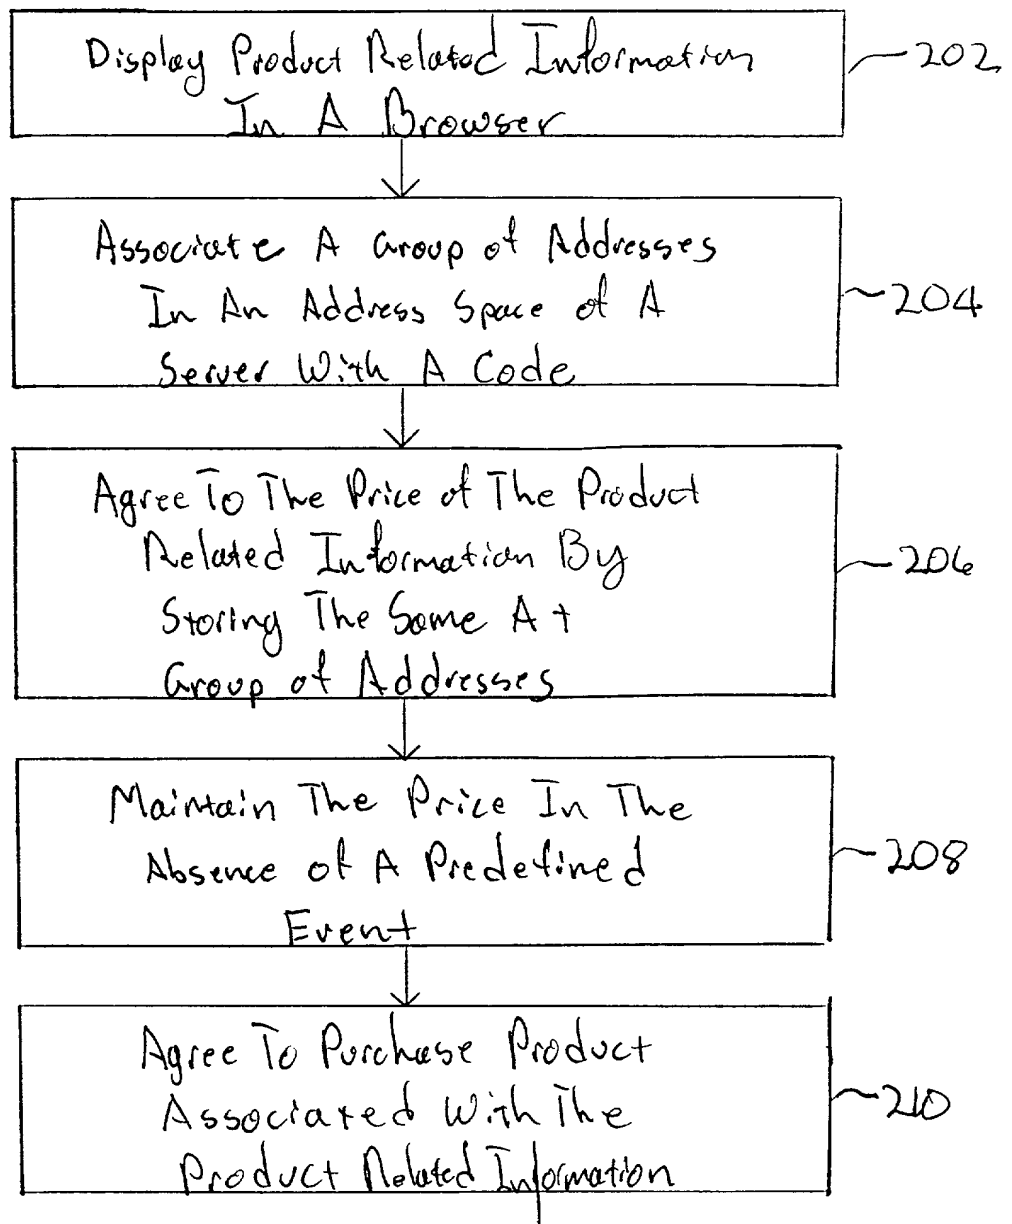 Display Product Related Information
In A Browser
202
Associate A Group of Addresses
In An Address Space of A
Server With A Code
204
Agree To The Price of The Product
Related Information By
Storing The Same At
Group of Addresses
206
Maintain The Price In The
Absence of A Predefined
Event
208
Agree To Purchase Product
Associated With The
Product Related Information
210